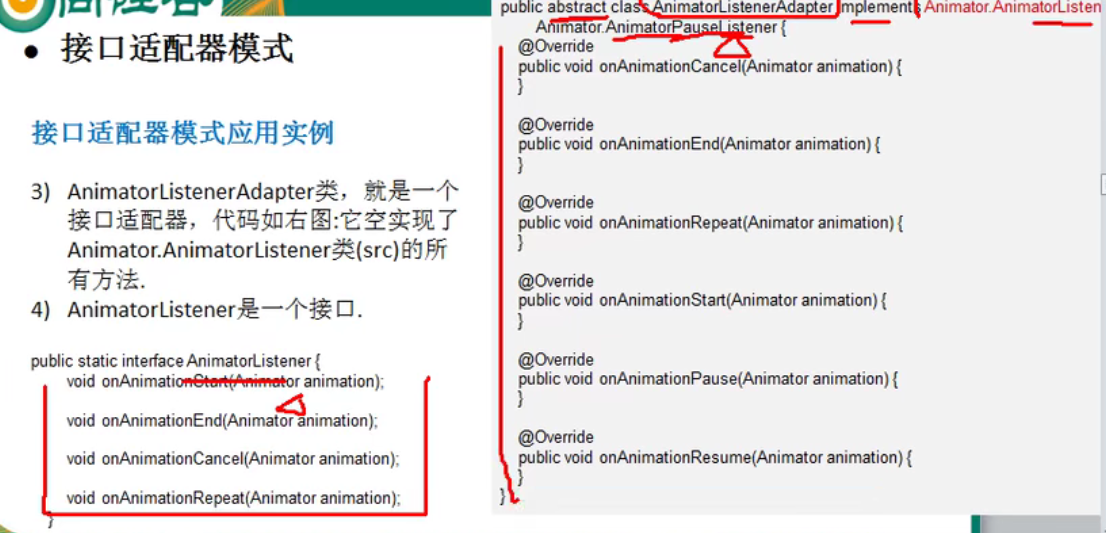 ● 接口适配器模式
接口适配器模式应用实例
3) AnimatorListenerAdapter类，就是一个
接口适配器，代码如右图:它空实现了
Animator.AnimatorListener类(src)的所
有方法.
4) AnimatorListener是一个接口.
public static interface AnimatorListener {
void onAnimationStart(Animator animation);
void onAnimationEnd(Animator animation);
void onAnimationCancel(Animator animation);
void onAnimationRepeat(Animator animation);
}
public abstract class AnimatorListenerAdapter implements Animator.AnimatorListen
Animator.AnimatorPauseListener {
@Override
public void onAnimationCancel(Animator animation) {
}
@Override
public void onAnimationEnd(Animator animation) {
}
@Override
public void onAnimationRepeat(Animator animation) {
}
@Override
public void onAnimationStart(Animator animation) {
}
@Override
public void onAnimationPause(Animator animation) {
}
@Override
public void onAnimationResume(Animator animation) {
}
}